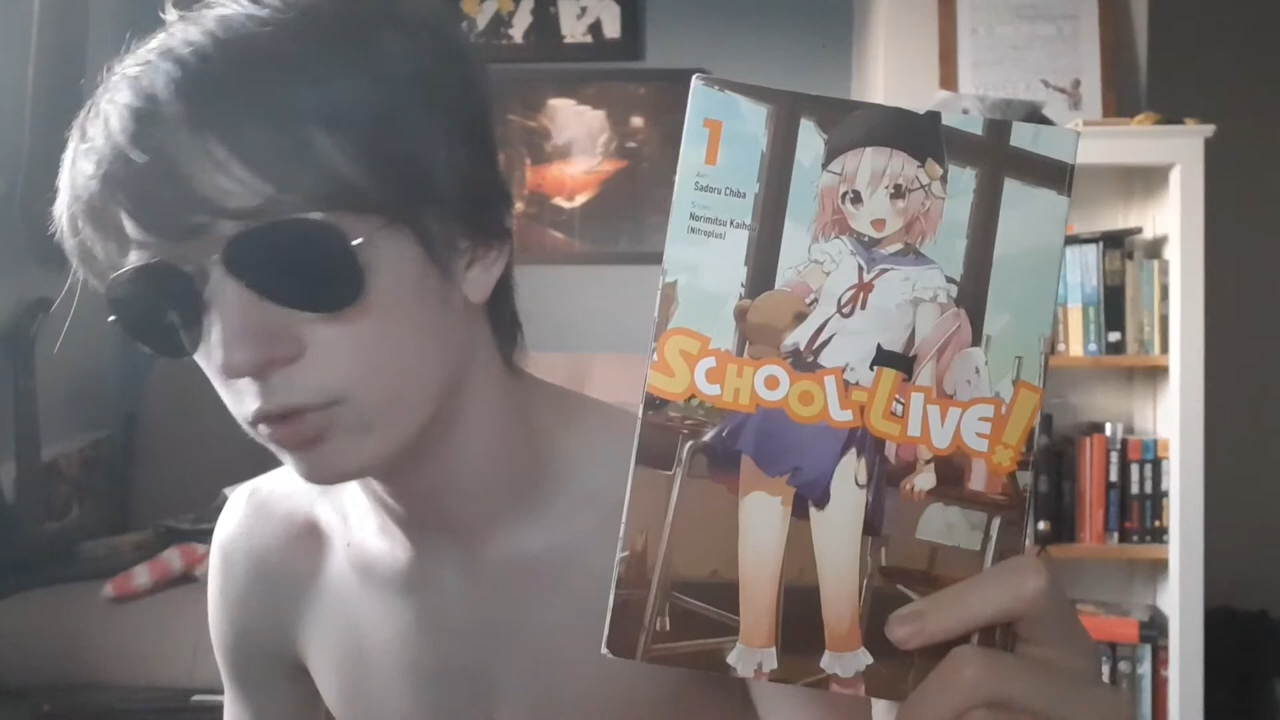 1
Sadoru Chiba
Norimitsu Kaihou
(Nitroplus)
SCHOOL-LIVE!